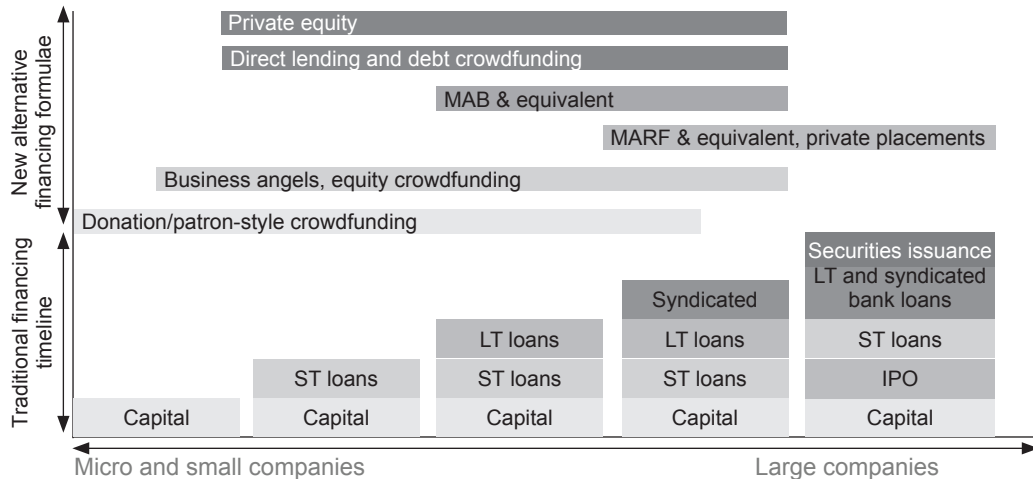 New alternative
financing formulae
Private equity
Direct lending and debt crowdfunding
MAB & equivalent
MARF & equivalent, private placements
Business angels, equity crowdfunding
Donation/patron-style crowdfunding
Traditional financing
timeline
Securities issuance
LT and syndicated
bank loans
Syndicated
LT loans
LT loans
ST loans
ST loans
ST loans
ST loans
IPO
Capital
Capital
Capital
Capital
Capital
Micro and small companies
Large companies